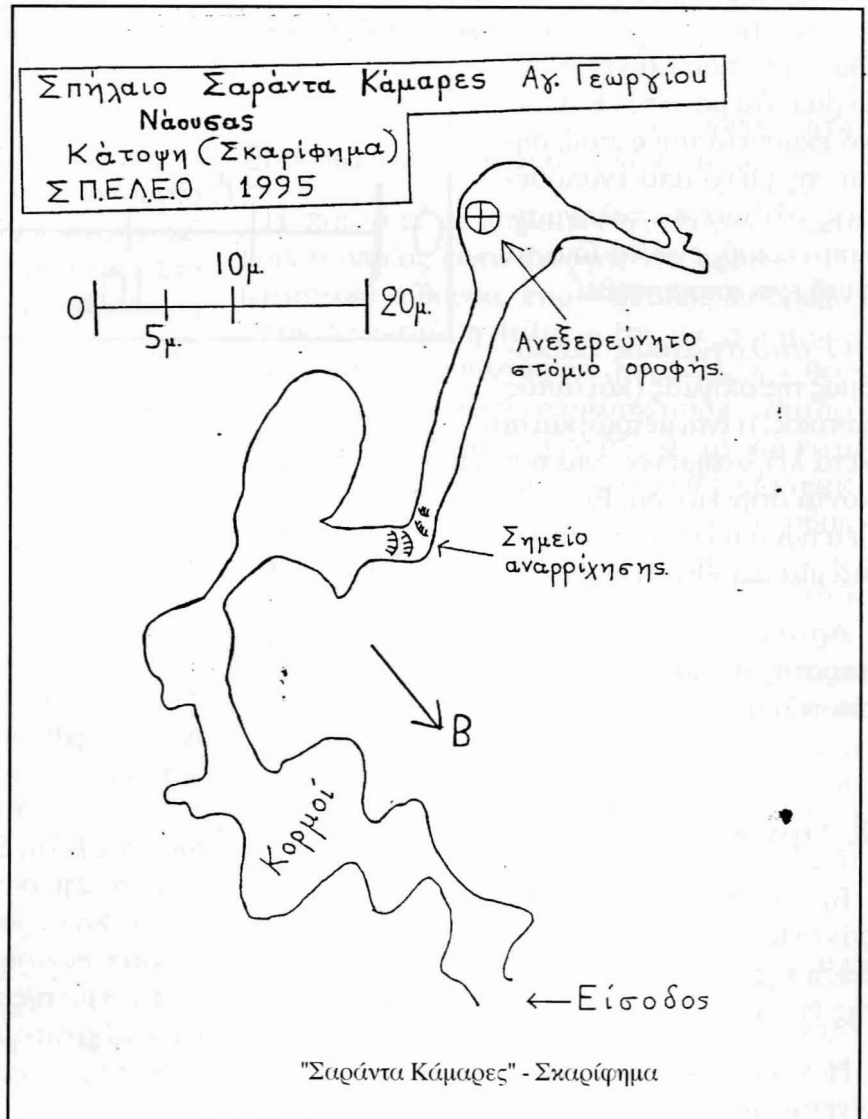 Σπήλαιο Σαράντα Κάμαρες Αγ. Γεωργίου
Νάουσας
Κάτοψη (Σκαρίφημα)
ΣΠ.ΕΛ.ΕΟ 1995
10μ.
0 20μ.
5μ.
Ανεξερεύνητο
στόμιο οροφής.
Σημείο
αναρρίχησης.
Β
Κορμοί
Είσοδος
"Σαράντα Κάμαρες" - Σκαρίφημα